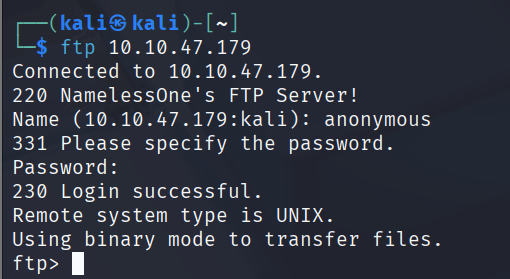 ┌──(kali㉿kali)-[~]
└─$ ftp 10.10.47.179
Connected to 10.10.47.179.
220 NamelessOne's FTP Server!
Name (10.10.47.179:kali): anonymous
331 Please specify the password.
Password:
230 Login successful.
Remote system type is UNIX.
Using binary mode to transfer files.
ftp>